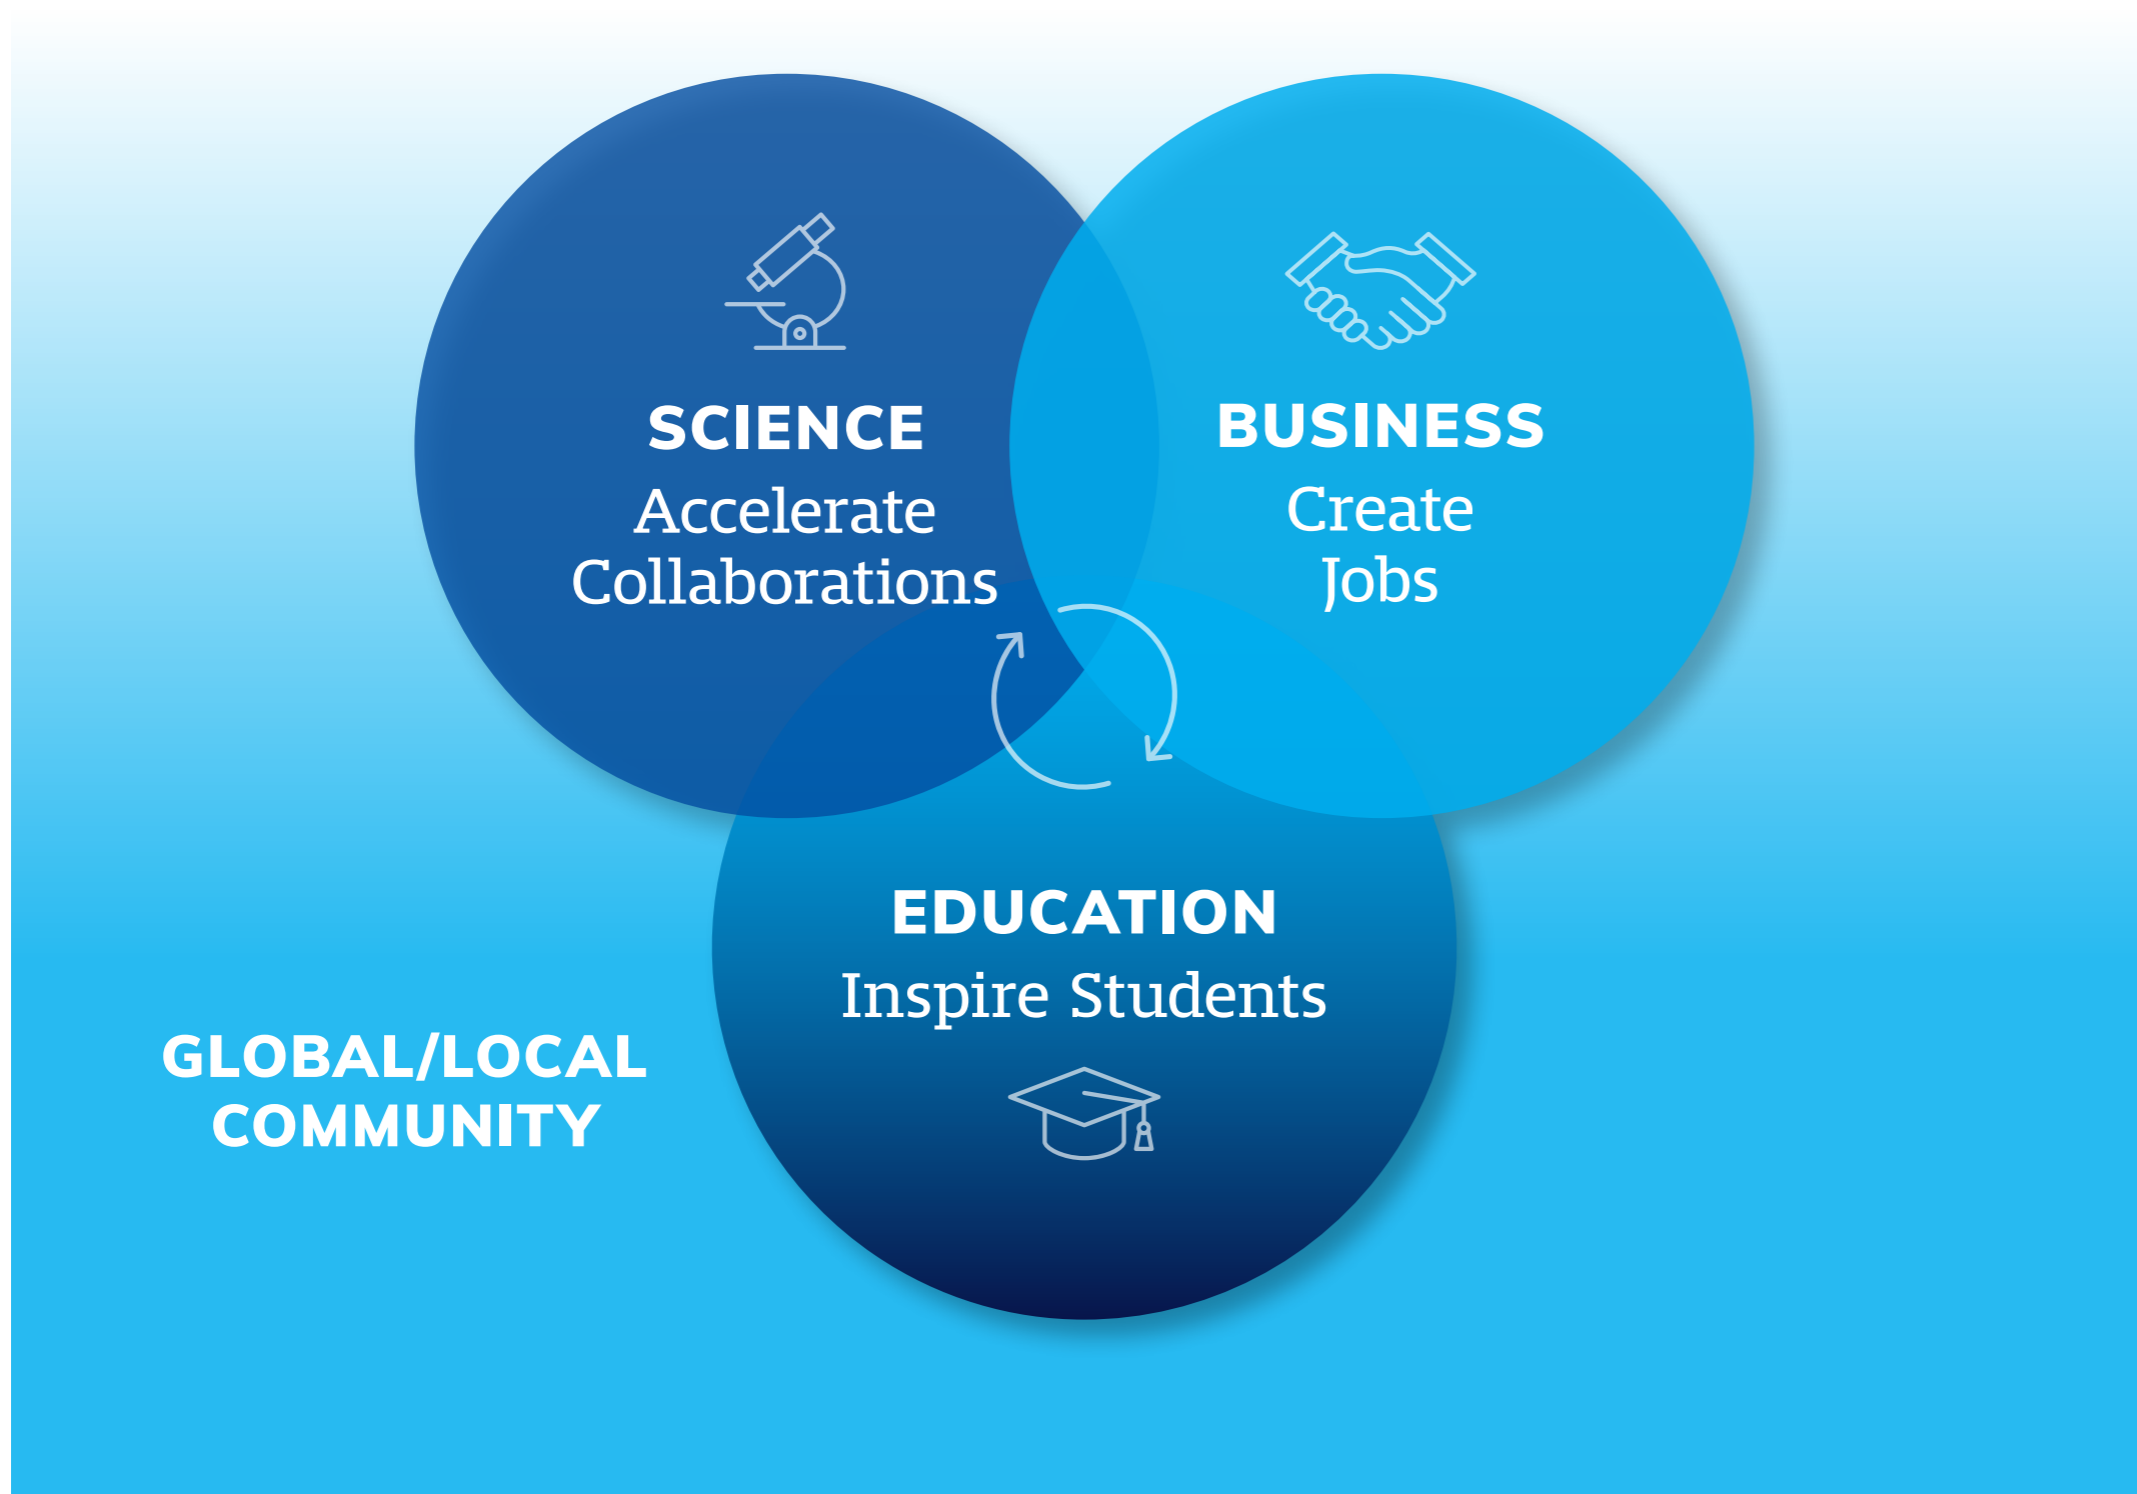 SCIENCE
Accelerate
Collaborations
BUSINESS
Create
Jobs
EDUCATION
Inspire Students
GLOBAL/LOCAL
COMMUNITY